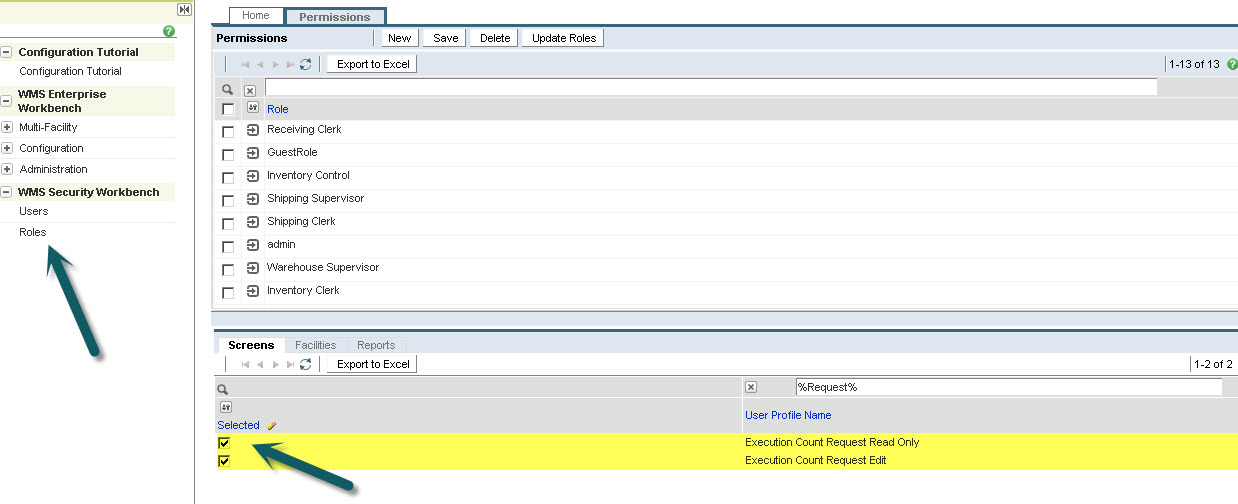 Home
Permissions
Configuration Tutorial
Configuration Tutorial
WMS Enterprise
Workbench
Multi-Facility
Configuration
Administration
WMS Security Workbench
Users
Roles
Permissions
New
Save
Delete
Update Roles
Export to Excel
1-13 of 13
Role
Receiving Clerk
GuestRole
Inventory Control
Shipping Supervisor
Shipping Clerk
admin
Warehouse Supervisor
Inventory Clerk
Screens
Facilities
Reports
Export to Excel
1-2 of 2
%Request%
Selected
User Profile Name
Execution Count Request Read Only
Execution Count Request Edit